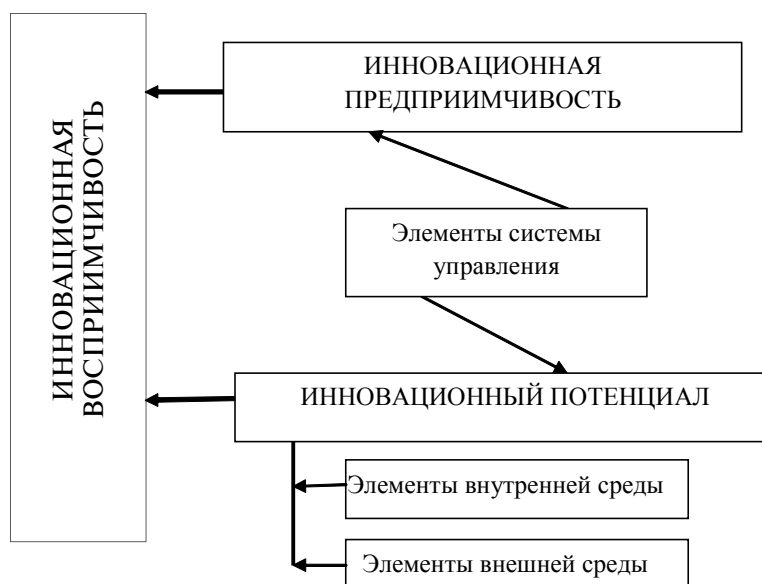 ИННОВАЦИОННАЯ
ВОСПРИИМЧИВОСТЬ
ИННОВАЦИОННАЯ
ПРЕДПРИИМЧИВОСТЬ
Элементы системы
управления
ИННОВАЦИОННЫЙ ПОТЕНЦИАЛ
Элементы внутренней среды
Элементы внешней среды